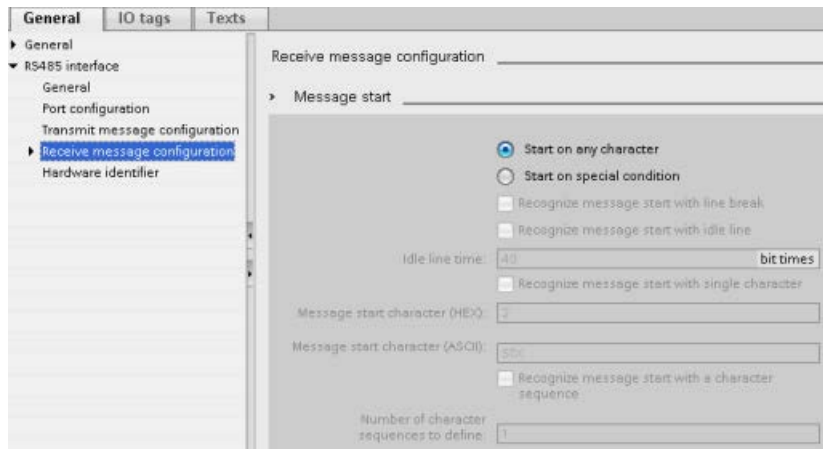 General IO tags Texts
General
RS485 interface
General
Port configuration
Transmit message configuration
Receive message configuration
Hardware identifier
Receive message configuration
Message start
Start on any character
Start on special condition
Recognize message start with line break
Recognize message start with idle line
Idle line time: 40 bit times
Recognize message start with single character
Message start character (HEX): 2
Message start character (ASCII): STX
Recognize message start with a character
sequence
Number of character
sequences to define: 1